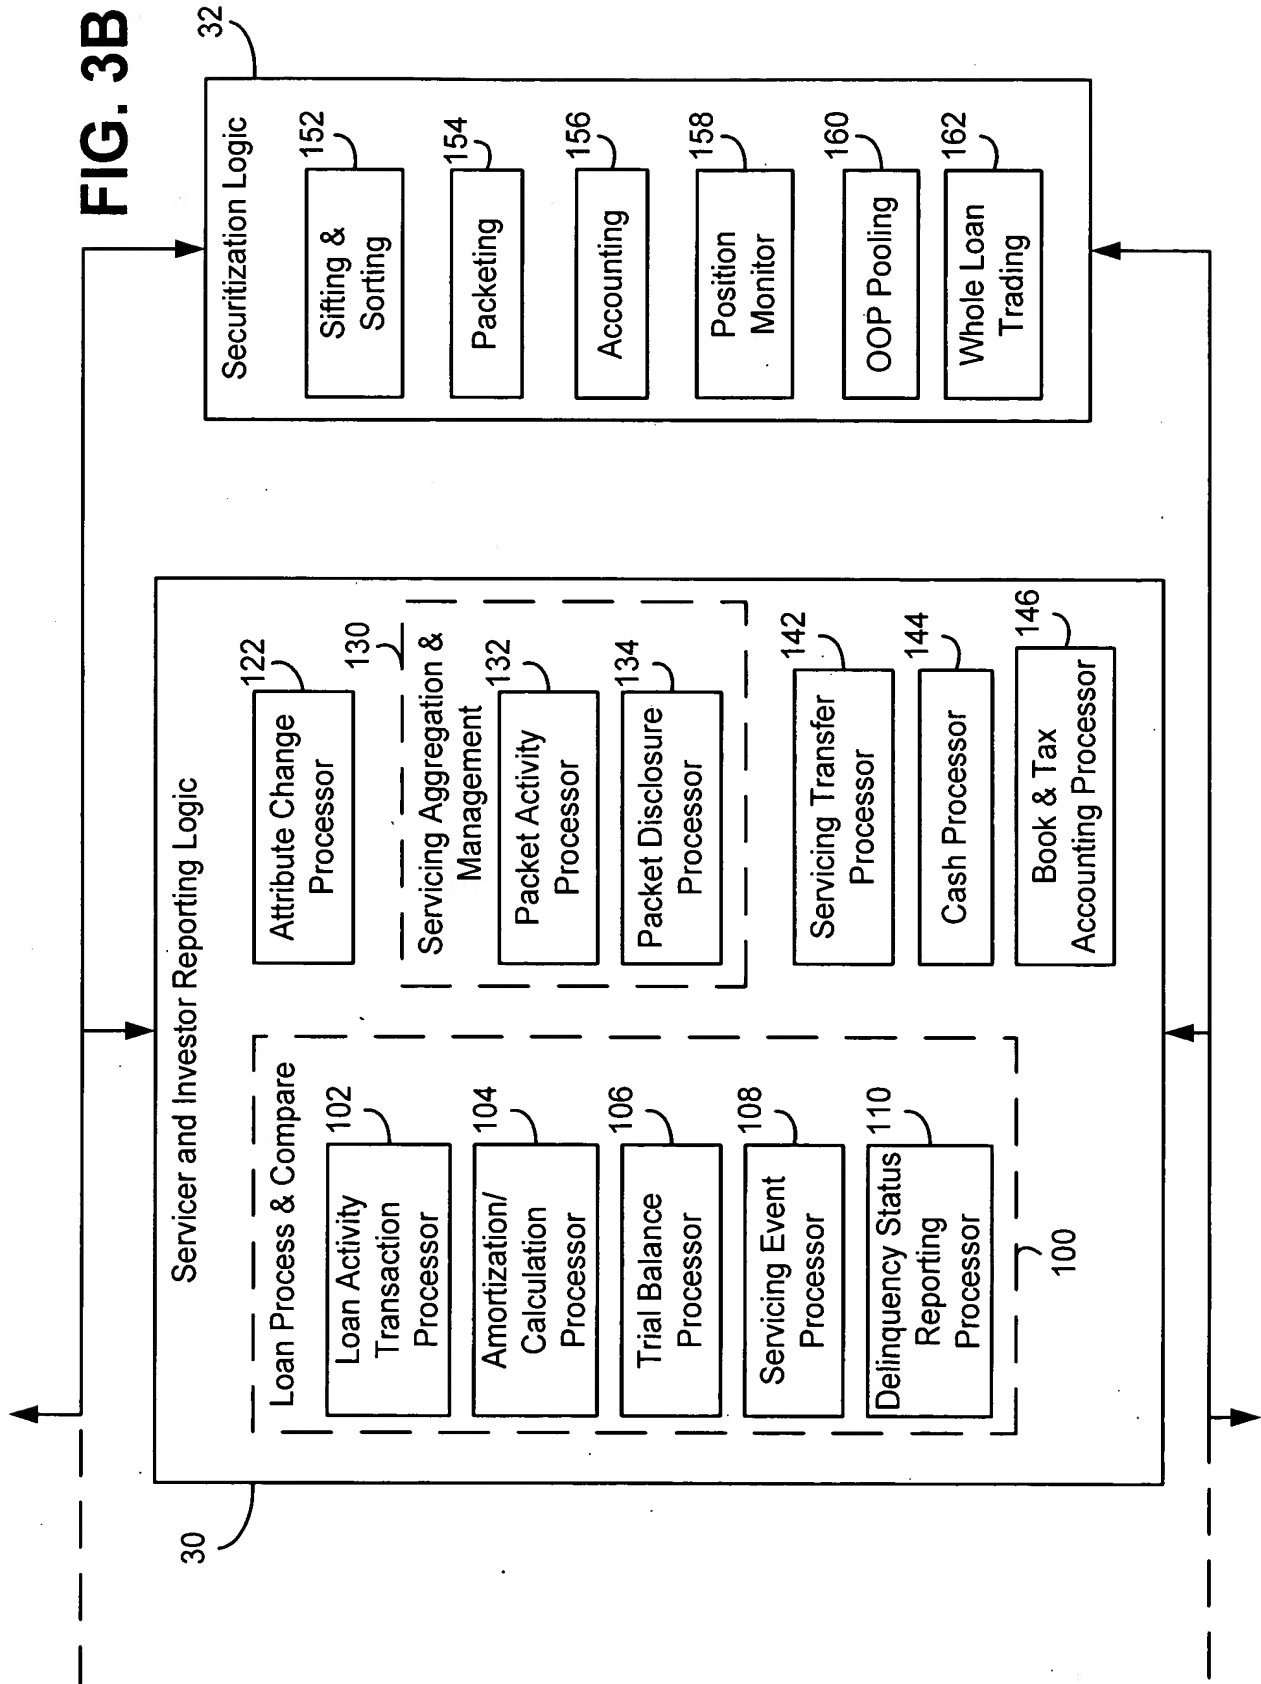 FIG. 3B
30
Servicer and Investor Reporting Logic
Loan Process & Compare
102
Loan Activity
Transaction
Processor
104
Amortization/
Calculation
Processor
106
Trial Balance
Processor
108
Servicing Event
Processor
110
Delinquency Status
Reporting
Processor
100
122
Attribute Change
Processor
130
Servicing Aggregation &
Management
132
Packet Activity
Processor
134
Packet Disclosure
Processor
142
Servicing Transfer
Processor
144
Cash Processor
146
Book & Tax
Accounting Processor
32
Securitization Logic
152
Sifting &
Sorting
154
Packeting
156
Accounting
158
Position
Monitor
160
OOP Pooling
162
Whole Loan
Trading